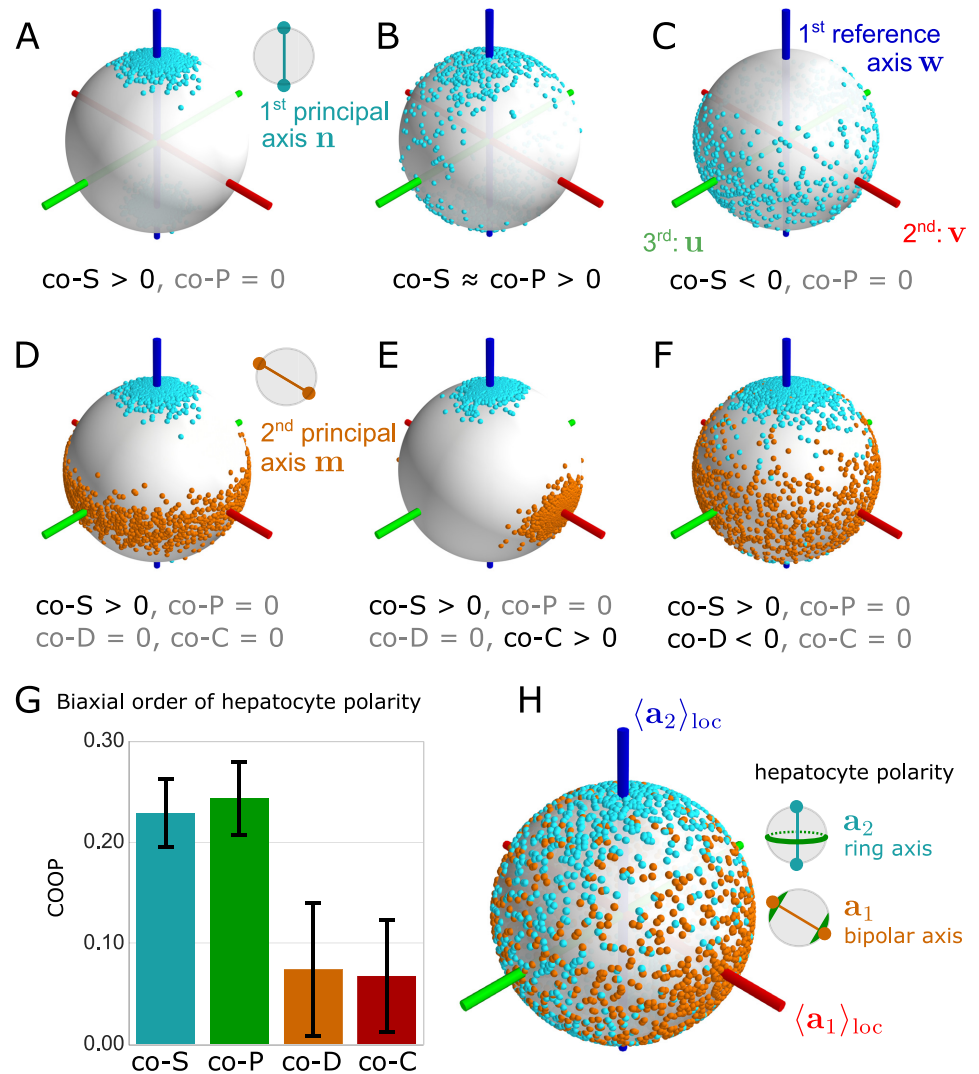 A
1st principal
axis n
co-S > 0, co-P = 0
B
co-S ≈ co-P > 0
C
1st reference
axis w
3rd: u
2nd: v
co-S < 0, co-P = 0
D
2nd principal
axis m
co-S > 0, co-P = 0
co-D = 0, co-C = 0
E
co-S > 0, co-P = 0
co-D = 0, co-C > 0
F
co-S > 0, co-P = 0
co-D < 0, co-C = 0
G Biaxial order of hepatocyte polarity
COOP
0.30
0.20
0.10
0.00
co-S co-P co-D co-C
H
⟨a₂⟩loc
hepatocyte polarity
a₂
ring axis
a₁
bipolar axis
⟨a₁⟩loc